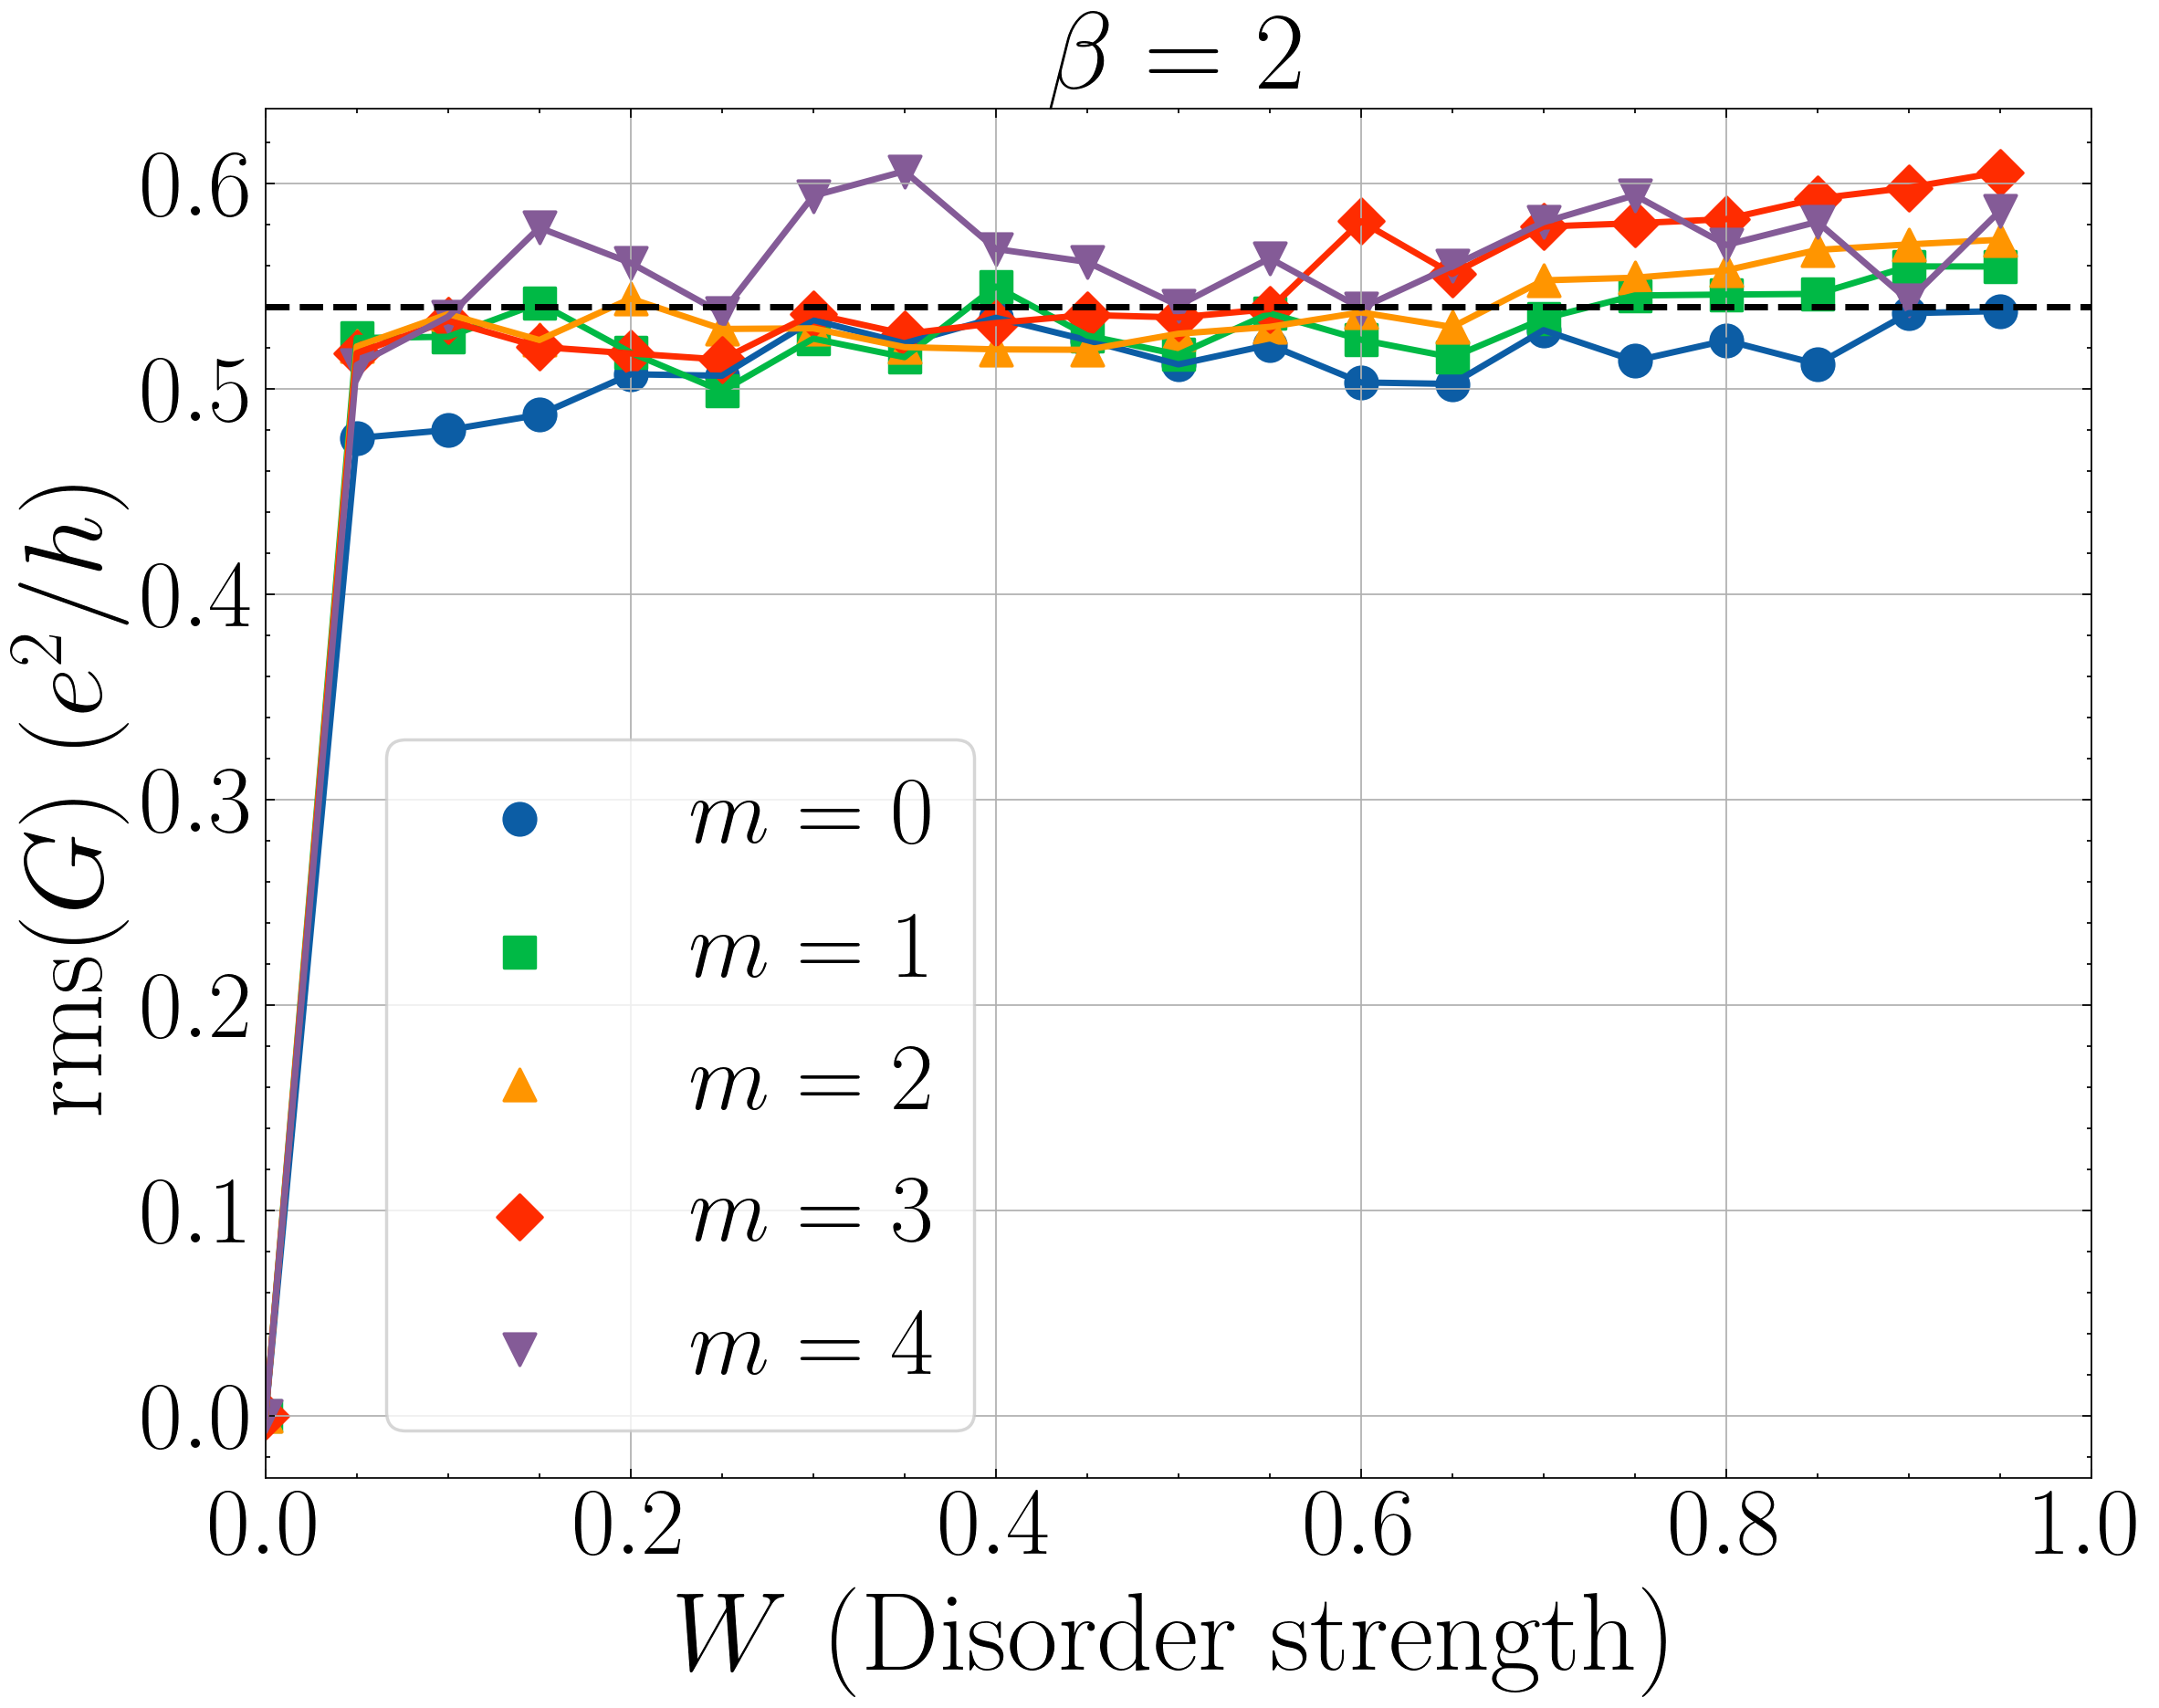 β = 2
rms(G) (e²/h)
0.6
0.5
0.4
0.3
0.2
0.1
0.0
m = 0
m = 1
m = 2
m = 3
m = 4
0.0 0.2 0.4 0.6 0.8 1.0
W (Disorder strength)